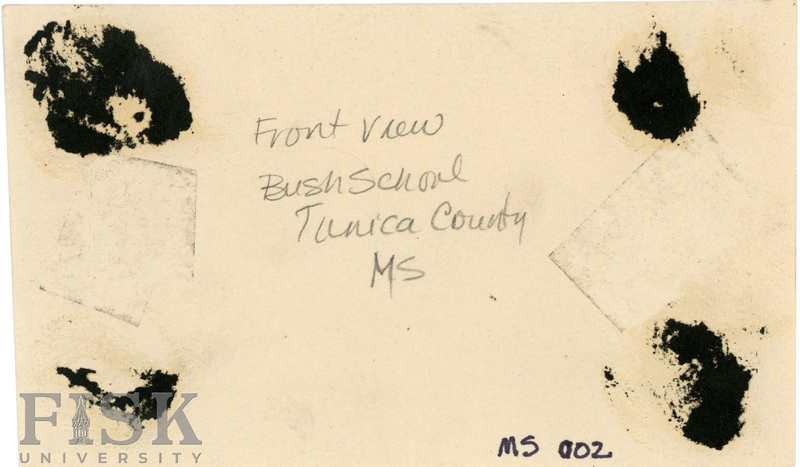 Front View
Bush School
Tunica County
MS
MS 002
FISK
UNIVERSITY